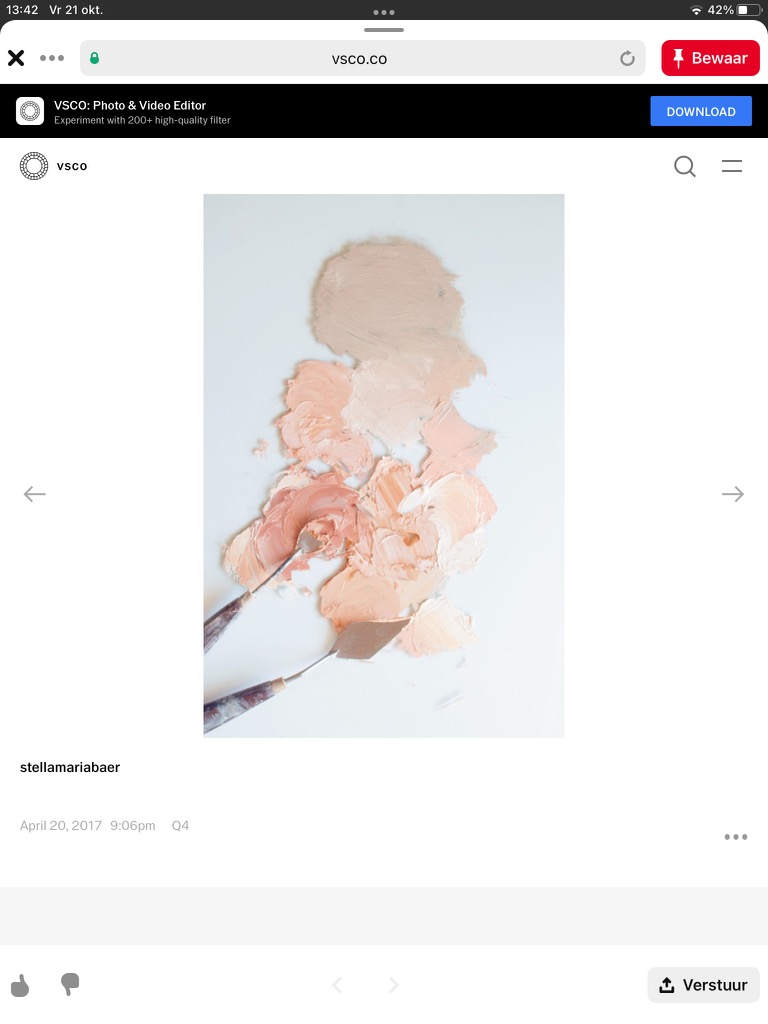 13:42 Vr 21 okt.
42%
vsco.co
Bewaar
VSCO: Photo & Video Editor
Experiment with 200+ high-quality filter
DOWNLOAD
vsco
stellamariabaer
April 20, 2017 9:06pm Q4
Verstuur